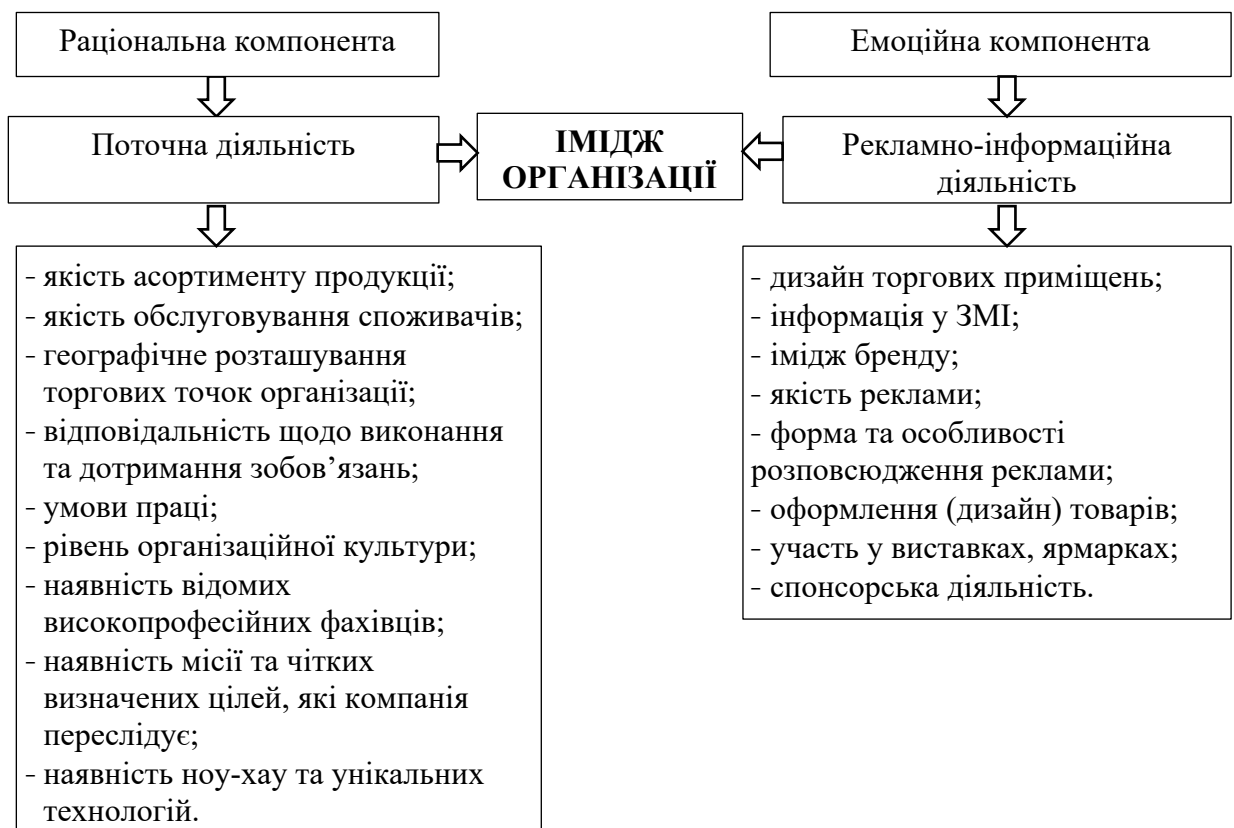 Раціональна компонента
Емоційна компонента
Поточна діяльність
ІМІДЖ
ОРГАНІЗАЦІЇ
Рекламно-інформаційна
діяльність
- якість асортименту продукції;
- якість обслуговування споживачів;
- географічне розташування
торгових точок організації;
- відповідальність щодо виконання
та дотримання зобов’язань;
- умови праці;
- рівень організаційної культури;
- наявність відомих
високопрофесійних фахівців;
- наявність місії та чітких
визначених цілей, які компанія
переслідує;
- наявність ноу-хау та унікальних
технологій.
- дизайн торгових приміщень;
- інформація у ЗМІ;
- імідж бренду;
- якість реклами;
- форма та особливості
розповсюдження реклами;
- оформлення (дизайн) товарів;
- участь у виставках, ярмарках;
- спонсорська діяльність.